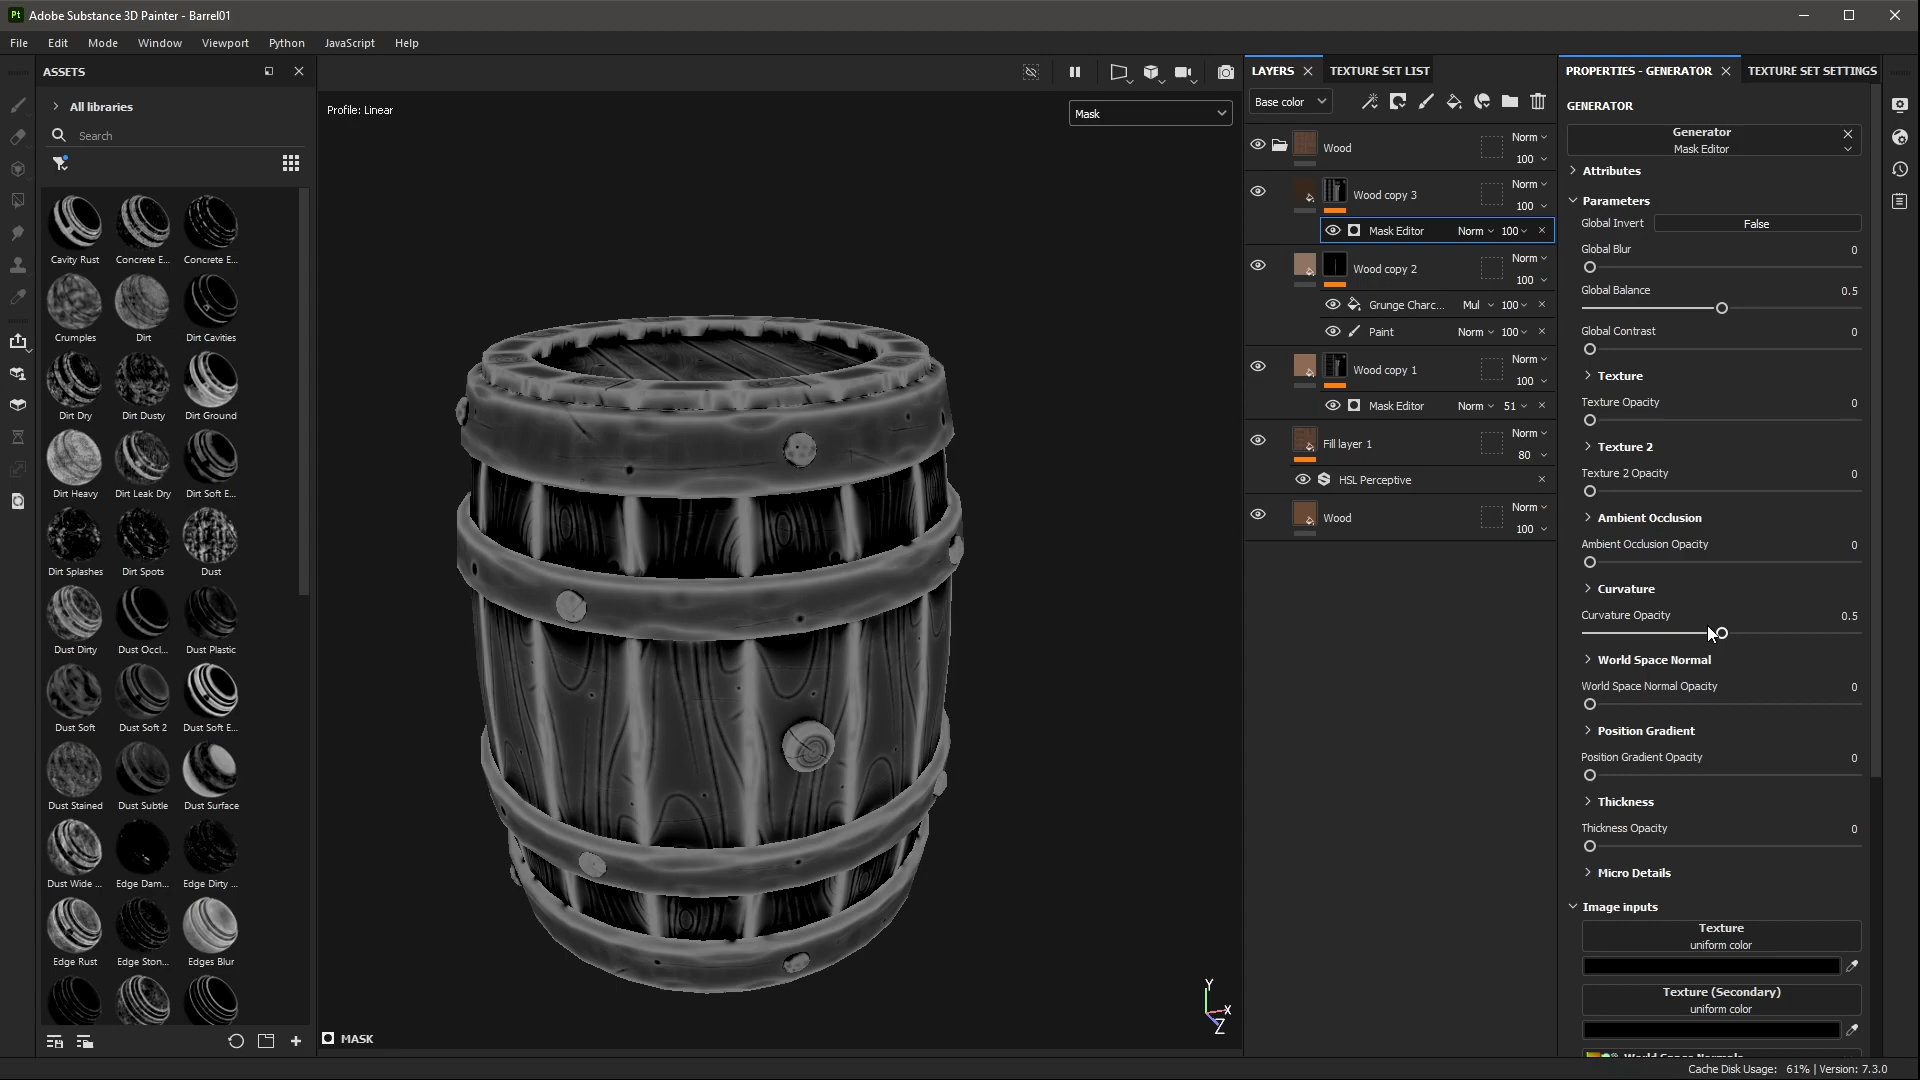 Pt Adobe Substance 3D Painter - Barrel01
File Edit Mode Window Viewport Python JavaScript Help
ASSETS
All libraries
Search
Cavity Rust Concrete E... Concrete E...
Crumples Dirt Dirt Cavities
Dirt Dry Dirt Dusty Dirt Ground
Dirt Heavy Dirt Leak Dry Dirt Soft E...
Dirt Splashes Dirt Spots Dust
Dust Dirty Dust Occl... Dust Plastic
Dust Soft Dust Soft 2 Dust Soft E...
Dust Stained Dust Subtle Dust Surface
Dust Wide ... Edge Dam... Edge Dirty ...
Edge Rust Edge Ston... Edges Blur
Profile: Linear
Mask
Y
X
Z
MASK
LAYERS TEXTURE SET LIST
Base color
Wood Norm 100
Wood copy 3 Norm 100
Mask Editor Norm 100
Wood copy 2 Norm 100
Grunge Charc... Mul 100
Paint Norm 100
Wood copy 1 Norm 100
Mask Editor Norm 51
Fill layer 1 Norm 80
HSL Perceptive
Wood Norm 100
PROPERTIES - GENERATOR TEXTURE SET SETTINGS
GENERATOR
Generator
Mask Editor
Attributes
Parameters
Global Invert False
Global Blur 0
Global Balance 0.5
Global Contrast 0
Texture
Texture Opacity 0
Texture 2
Texture 2 Opacity 0
Ambient Occlusion
Ambient Occlusion Opacity 0
Curvature
Curvature Opacity 0.5
World Space Normal
World Space Normal Opacity 0
Position Gradient
Position Gradient Opacity 0
Thickness
Thickness Opacity 0
Micro Details
Image inputs
Texture
uniform color
Texture (Secondary)
uniform color
Cache Disk Usage: 61% | Version: 7.3.0